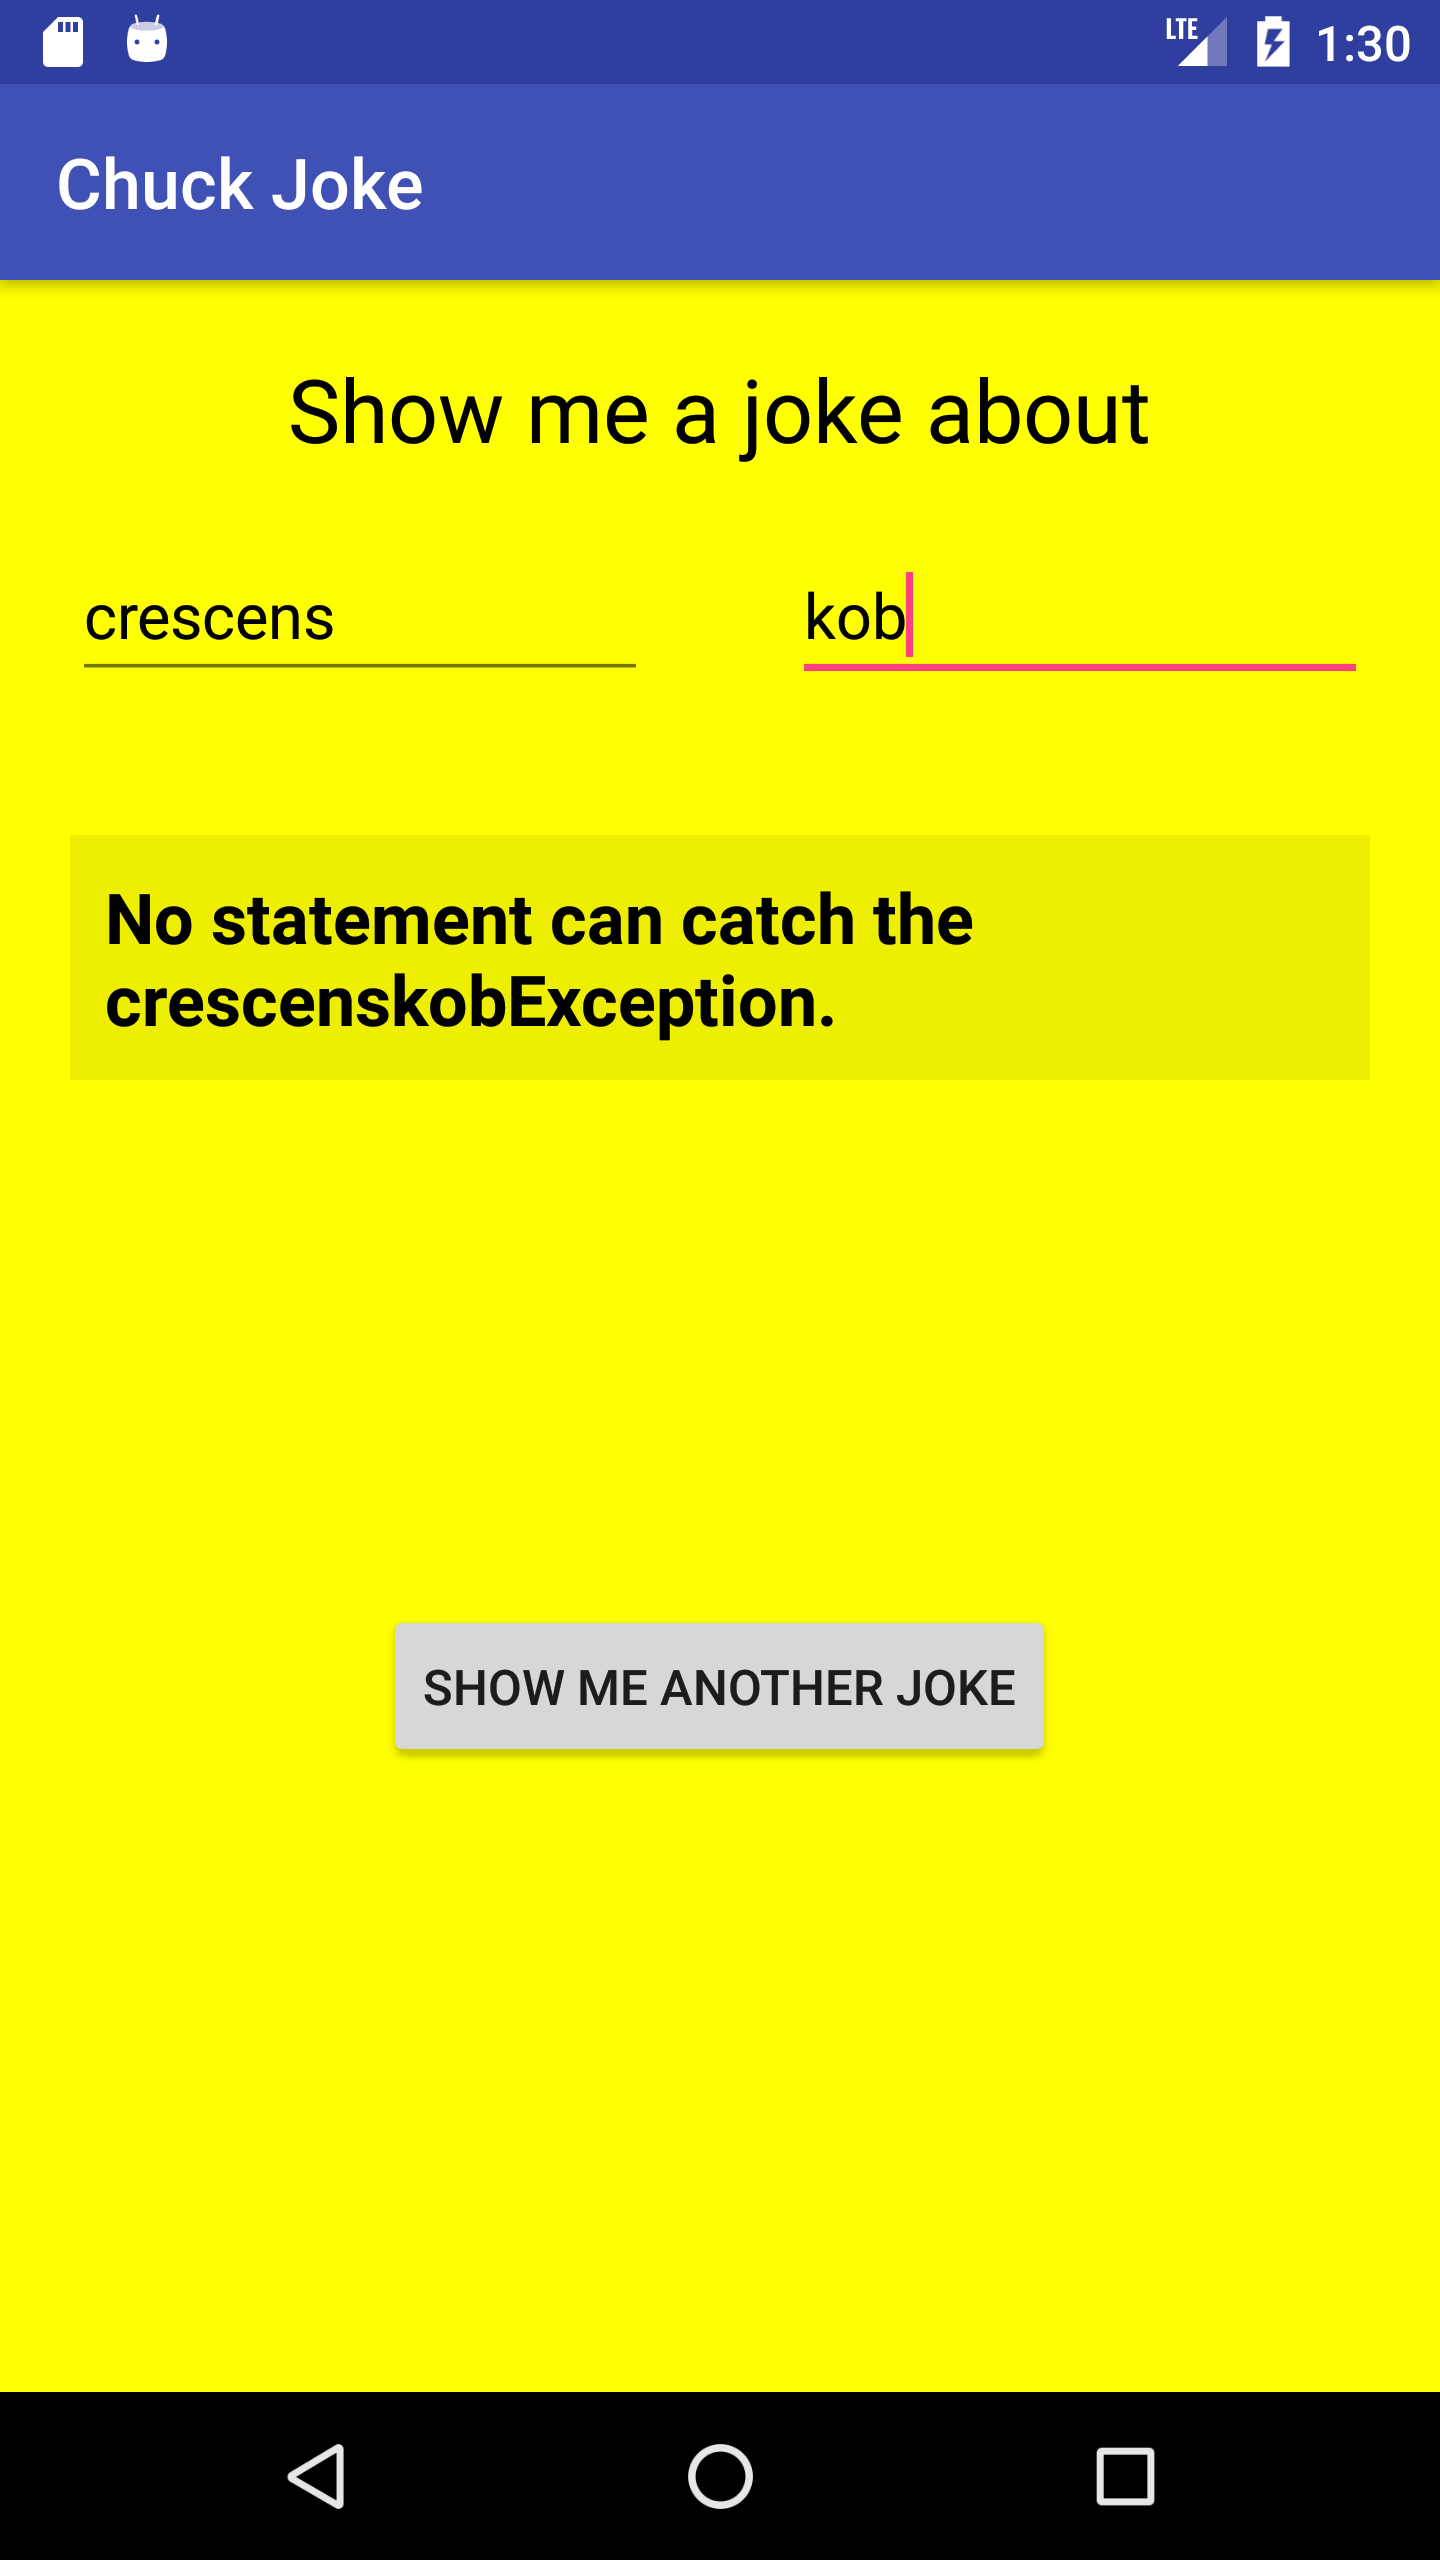 LTE 1:30
Chuck Joke
Show me a joke about
crescens kob
No statement can catch the
crescenskobException.
SHOW ME ANOTHER JOKE